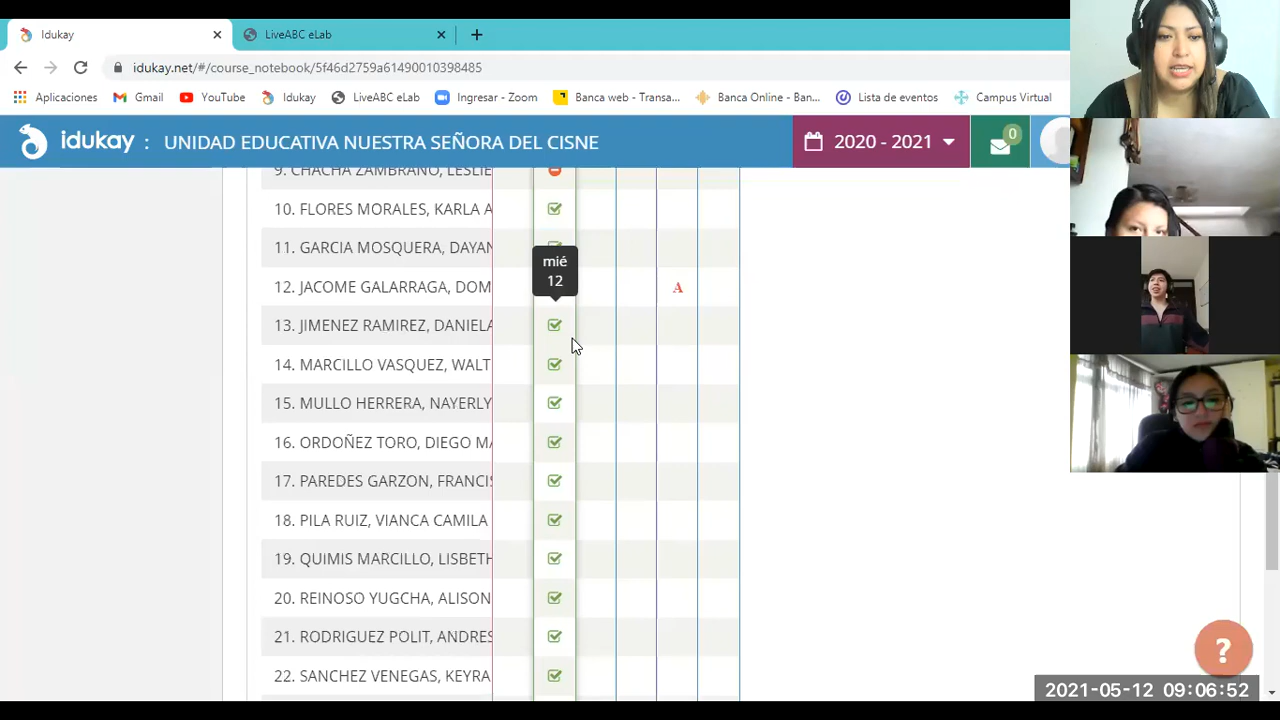 Idukay
LiveABC eLab
idukay.net/#/course_notebook/5f46d2759a61490010398485
Aplicaciones
Gmail
YouTube
Idukay
LiveABC eLab
Ingresar - Zoom
Banca web - Transa...
Banca Online - Ban...
Lista de eventos
Campus Virtual
idukay : UNIDAD EDUCATIVA NUESTRA SEÑORA DEL CISNE
2020 - 2021
0
9. CHACHA ZAMBRANO, LESLIE
10. FLORES MORALES, KARLA A
11. GARCIA MOSQUERA, DAYAN
mié
12
12. JACOME GALARRAGA, DOM
A
13. JIMENEZ RAMIREZ, DANIELA
14. MARCILLO VASQUEZ, WALT
15. MULLO HERRERA, NAYERLY
16. ORDOÑEZ TORO, DIEGO MA
17. PAREDES GARZON, FRANCIS
18. PILA RUIZ, VIANCA CAMILA
19. QUIMIS MARCILLO, LISBETH
20. REINOSO YUGCHA, ALISON
21. RODRIGUEZ POLIT, ANDRES
22. SANCHEZ VENEGAS, KEYRA
?
2021-05-12 09:06:52